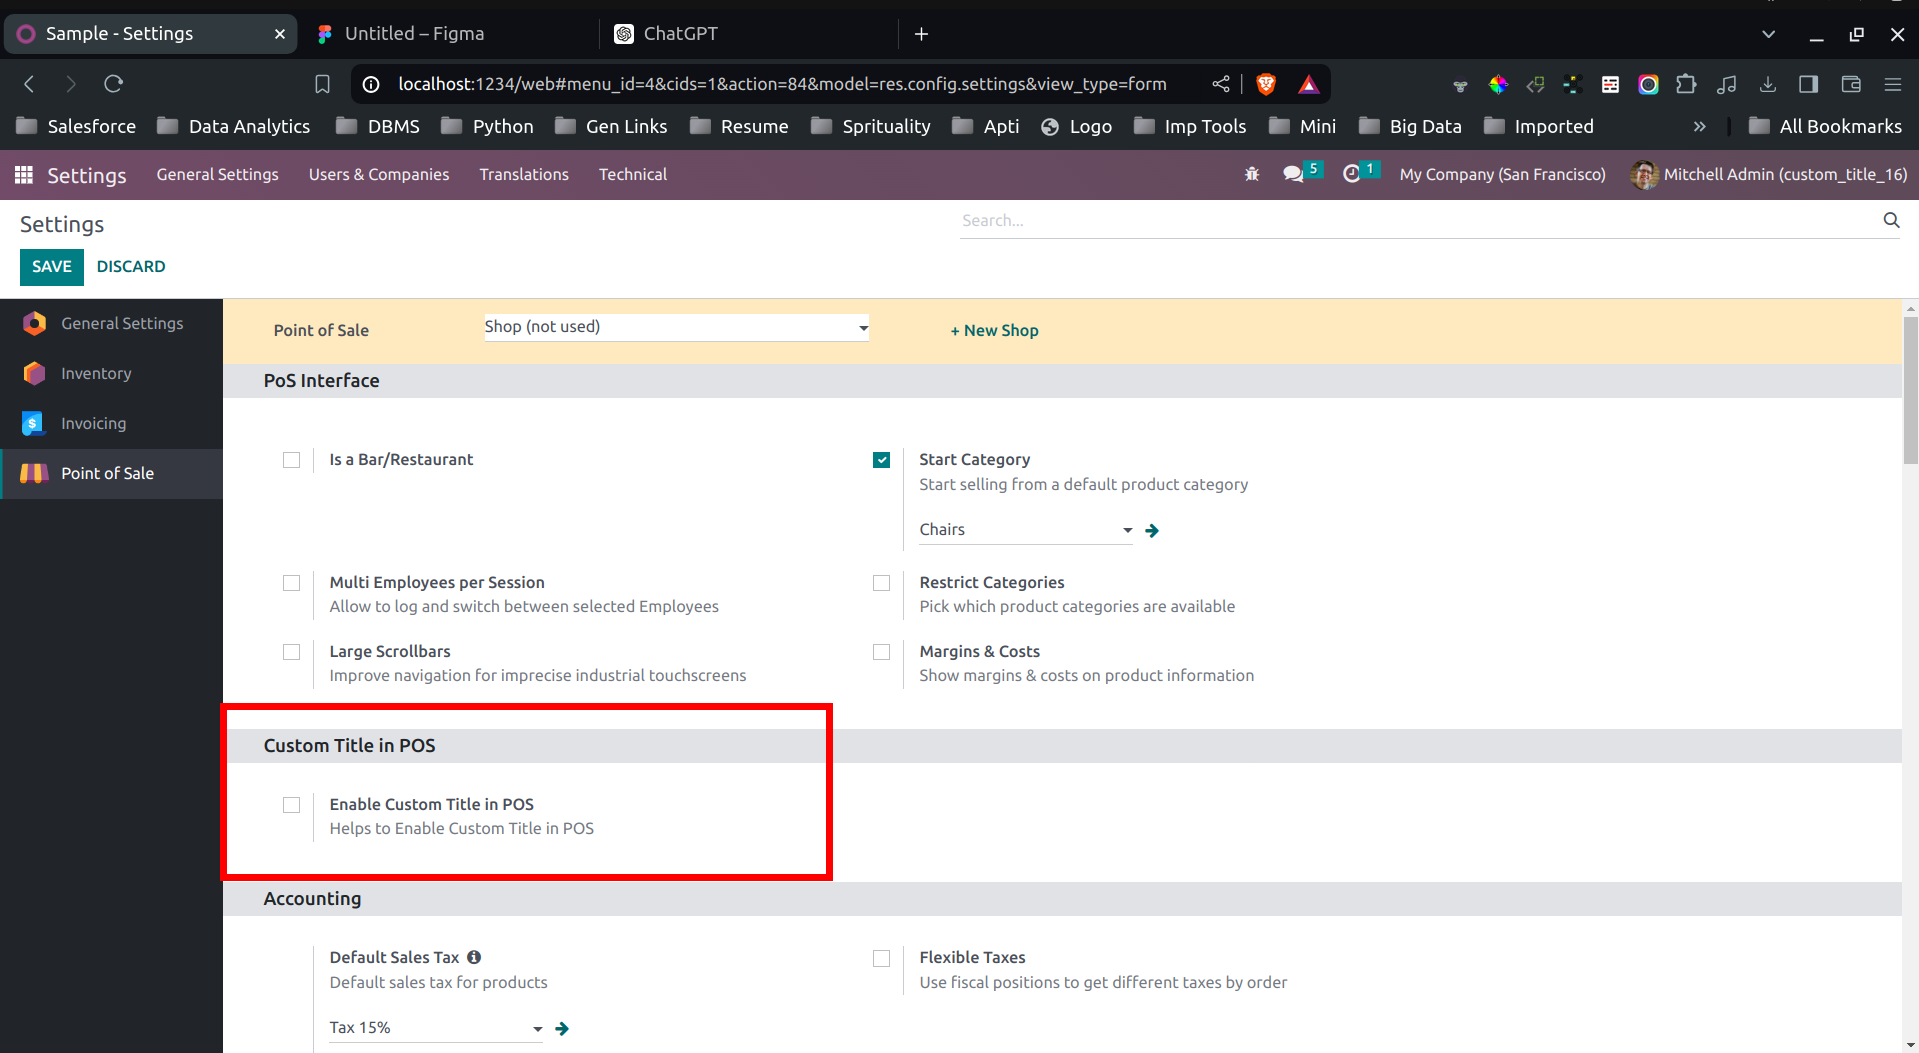 Sample - Settings
Untitled – Figma
ChatGPT
localhost:1234/web#menu_id=4&cids=1&action=84&model=res.config.settings&view_type=form
Salesforce Data Analytics DBMS Python Gen Links Resume Sprituality Apti Logo Imp Tools Mini Big Data Imported » All Bookmarks
Settings General Settings Users & Companies Translations Technical 5 1 My Company (San Francisco) Mitchell Admin (custom_title_16)
Settings
Search...
SAVE DISCARD
General Settings
Inventory
Invoicing
Point of Sale
Point of Sale Shop (not used) + New Shop
PoS Interface
Is a Bar/Restaurant
Start Category
Start selling from a default product category
Chairs
Multi Employees per Session
Allow to log and switch between selected Employees
Restrict Categories
Pick which product categories are available
Large Scrollbars
Improve navigation for imprecise industrial touchscreens
Margins & Costs
Show margins & costs on product information
Custom Title in POS
Enable Custom Title in POS
Helps to Enable Custom Title in POS
Accounting
Default Sales Tax
Default sales tax for products
Tax 15%
Flexible Taxes
Use fiscal positions to get different taxes by order